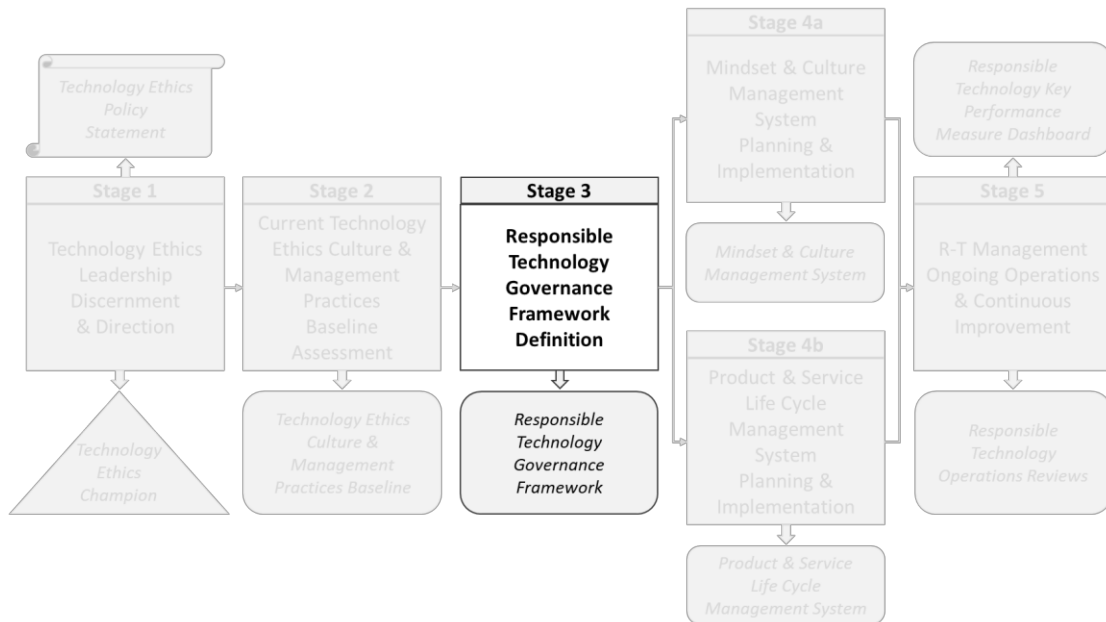 Technology Ethics
Policy
Statement
Stage 1
Technology Ethics
Leadership
Discernment
& Direction
Technology
Ethics
Champion
Stage 2
Current Technology
Ethics Culture &
Management
Practices
Baseline
Assessment
Technology Ethics
Culture &
Management
Practices Baseline
Stage 3
Responsible
Technology
Governance
Framework
Definition
Responsible
Technology
Governance
Framework
Stage 4a
Mindset & Culture
Management
System
Planning &
Implementation
Mindset & Culture
Management System
Stage 4b
Product & Service
Life Cycle
Management
System
Planning &
Implementation
Product & Service
Life Cycle
Management System
Responsible
Technology Key
Performance
Measure Dashboard
Stage 5
R-T Management
Ongoing Operations
& Continuous
Improvement
Responsible
Technology
Operations Reviews